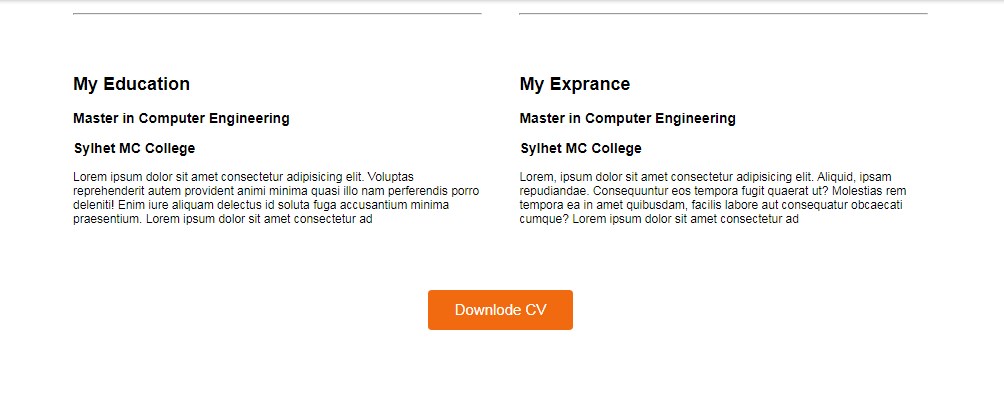 My Education
Master in Computer Engineering
Sylhet MC College
Lorem ipsum dolor sit amet consectetur adipisicing elit. Voluptas
reprehenderit autem provident animi minima quasi illo nam perferendis porro
deleniti! Enim iure aliquam delectus id soluta fuga accusantium minima
praesentium. Lorem ipsum dolor sit amet consectetur ad
My Exprance
Master in Computer Engineering
Sylhet MC College
Lorem, ipsum dolor sit amet consectetur adipisicing elit. Aliquid, ipsam
repudiandae. Consequuntur eos tempora fugit quaerat ut? Molestias rem
tempora ea in amet quibusdam, facilis labore aut consequatur obcaecati
cumque? Lorem ipsum dolor sit amet consectetur ad
Downlode CV